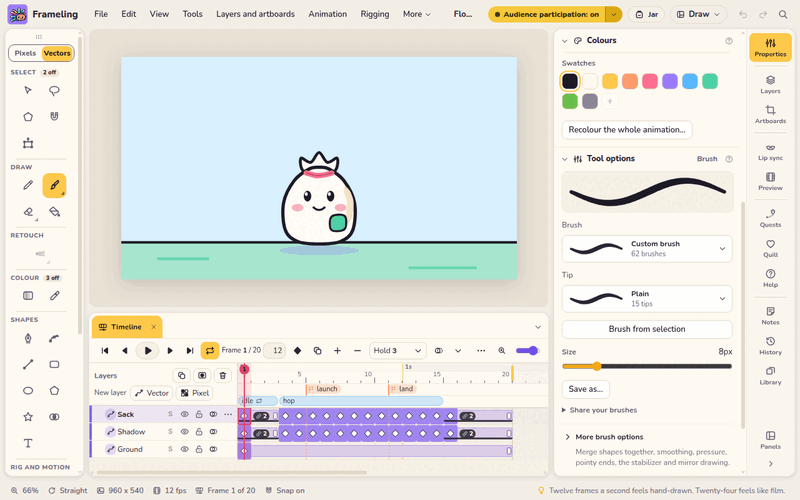 Frameling
File Edit View Tools Layers and artboards Animation Rigging More
Flo...
Audience participation: on
Jar
Draw
Pixels Vectors
SELECT 2 off
DRAW
RETOUCH
COLOUR 3 off
SHAPES
RIG AND MOTION
Timeline
Frame 1 / 20 12 Hold 3
Layers
New layer Vector Pixel
1 1s 5 10 15 20
launch land
idle hop
Sack S 2 2
Shadow S 2 2
Ground S
Colours
Swatches
Recolour the whole animation...
Tool options Brush
Brush
Custom brush
62 brushes
Tip
Plain
15 tips
Brush from selection
Size 8px
Save as...
Share your brushes
More brush options
Merge shapes together, smoothing, pressure,
pointy ends, the stabilizer and mirror drawing.
Properties
Layers
Artboards
Lip sync
Preview
Quests
Quill
Help
Notes
History
Library
Panels
66% Straight 960 x 540 12 fps Frame 1 of 20 Snap on
Twelve frames a second feels hand-drawn. Twenty-four feels like film.